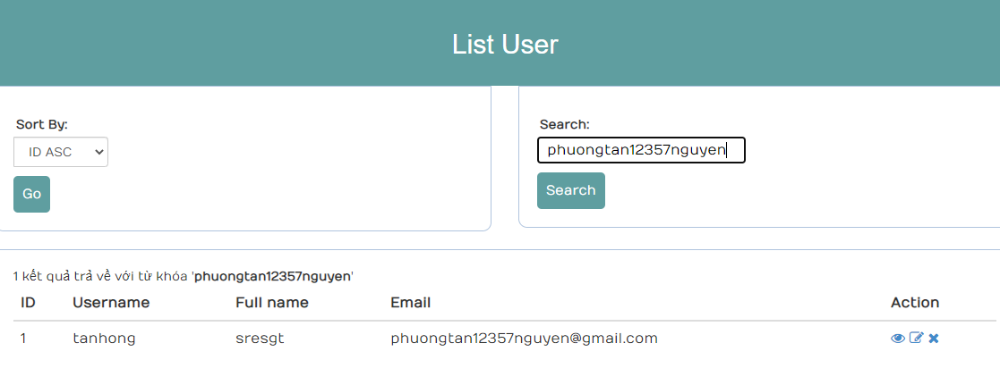 List User
Sort By:
ID ASC
Go
Search:
phuongtan12357nguyen
Search
1 kết quả trả về với từ khóa 'phuongtan12357nguyen'
ID Username Full name Email Action
1 tanhong sresgt phuongtan12357nguyen@gmail.com